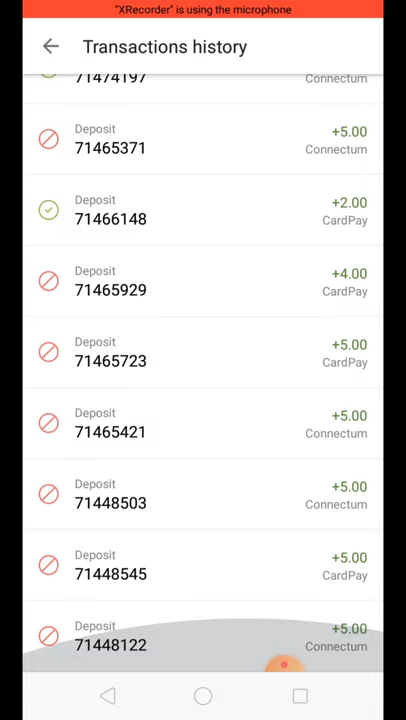 "XRecorder" is using the microphone
Transactions history
71474197
Connectum
Deposit
71465371
+5.00
Connectum
Deposit
71466148
+2.00
CardPay
Deposit
71465929
+4.00
CardPay
Deposit
71465723
+5.00
CardPay
Deposit
71465421
+5.00
Connectum
Deposit
71448503
+5.00
Connectum
Deposit
71448545
+5.00
CardPay
Deposit
71448122
+5.00
Connectum